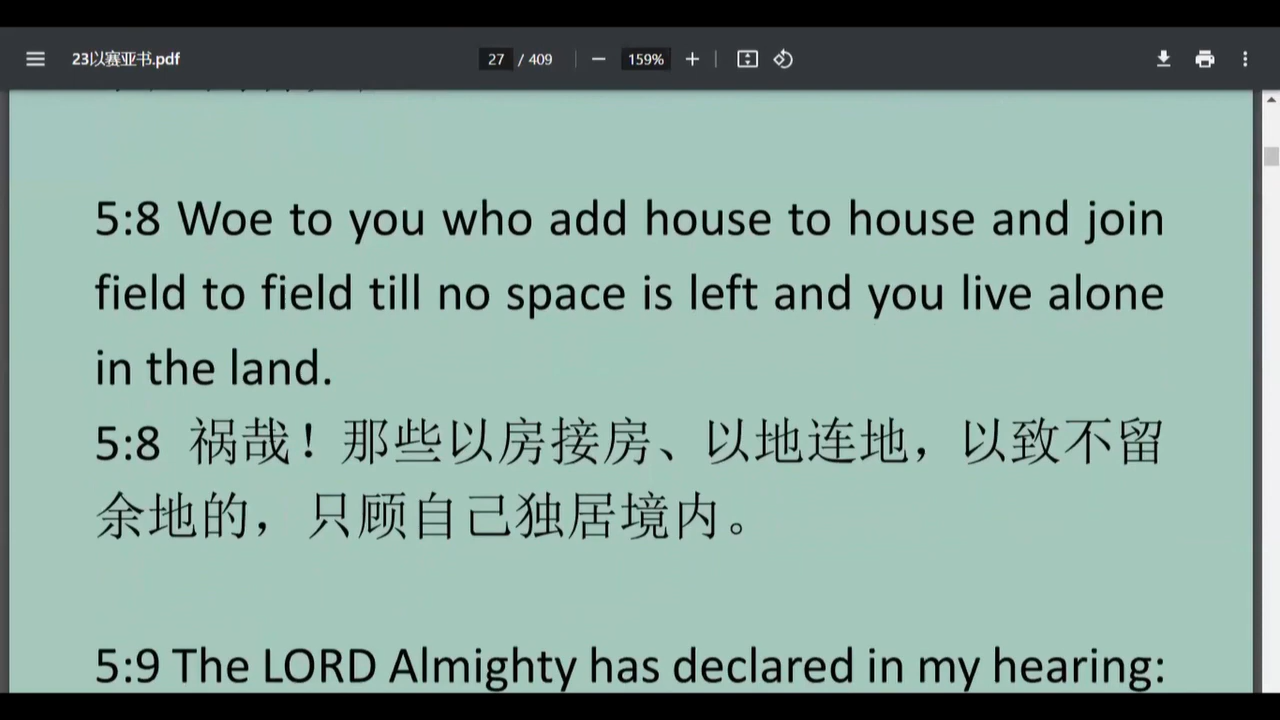 23以赛亚书.pdf
27 / 409
159%
5:8 Woe to you who add house to house and join
field to field till no space is left and you live alone
in the land.
5:8 祸哉！那些以房接房、以地连地，以致不留
余地的，只顾自己独居境内。
5:9 The LORD Almighty has declared in my hearing: